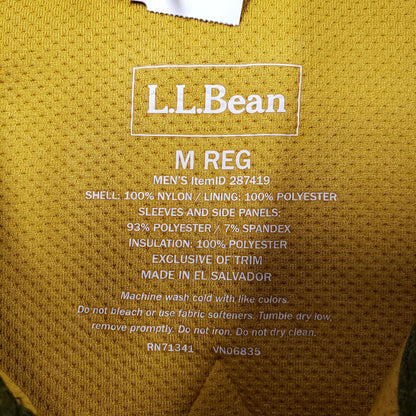 L.L.Bean
M REG
MEN'S ItemID 287419
SHELL: 100% NYLON / LINING: 100% POLYESTER
SLEEVES AND SIDE PANELS:
93% POLYESTER / 7% SPANDEX
INSULATION: 100% POLYESTER
EXCLUSIVE OF TRIM
MADE IN EL SALVADOR
Machine wash cold with like colors.
Do not bleach or use fabric softeners. Tumble dry low,
remove promptly. Do not iron. Do not dry clean.
RN71341 VN06835